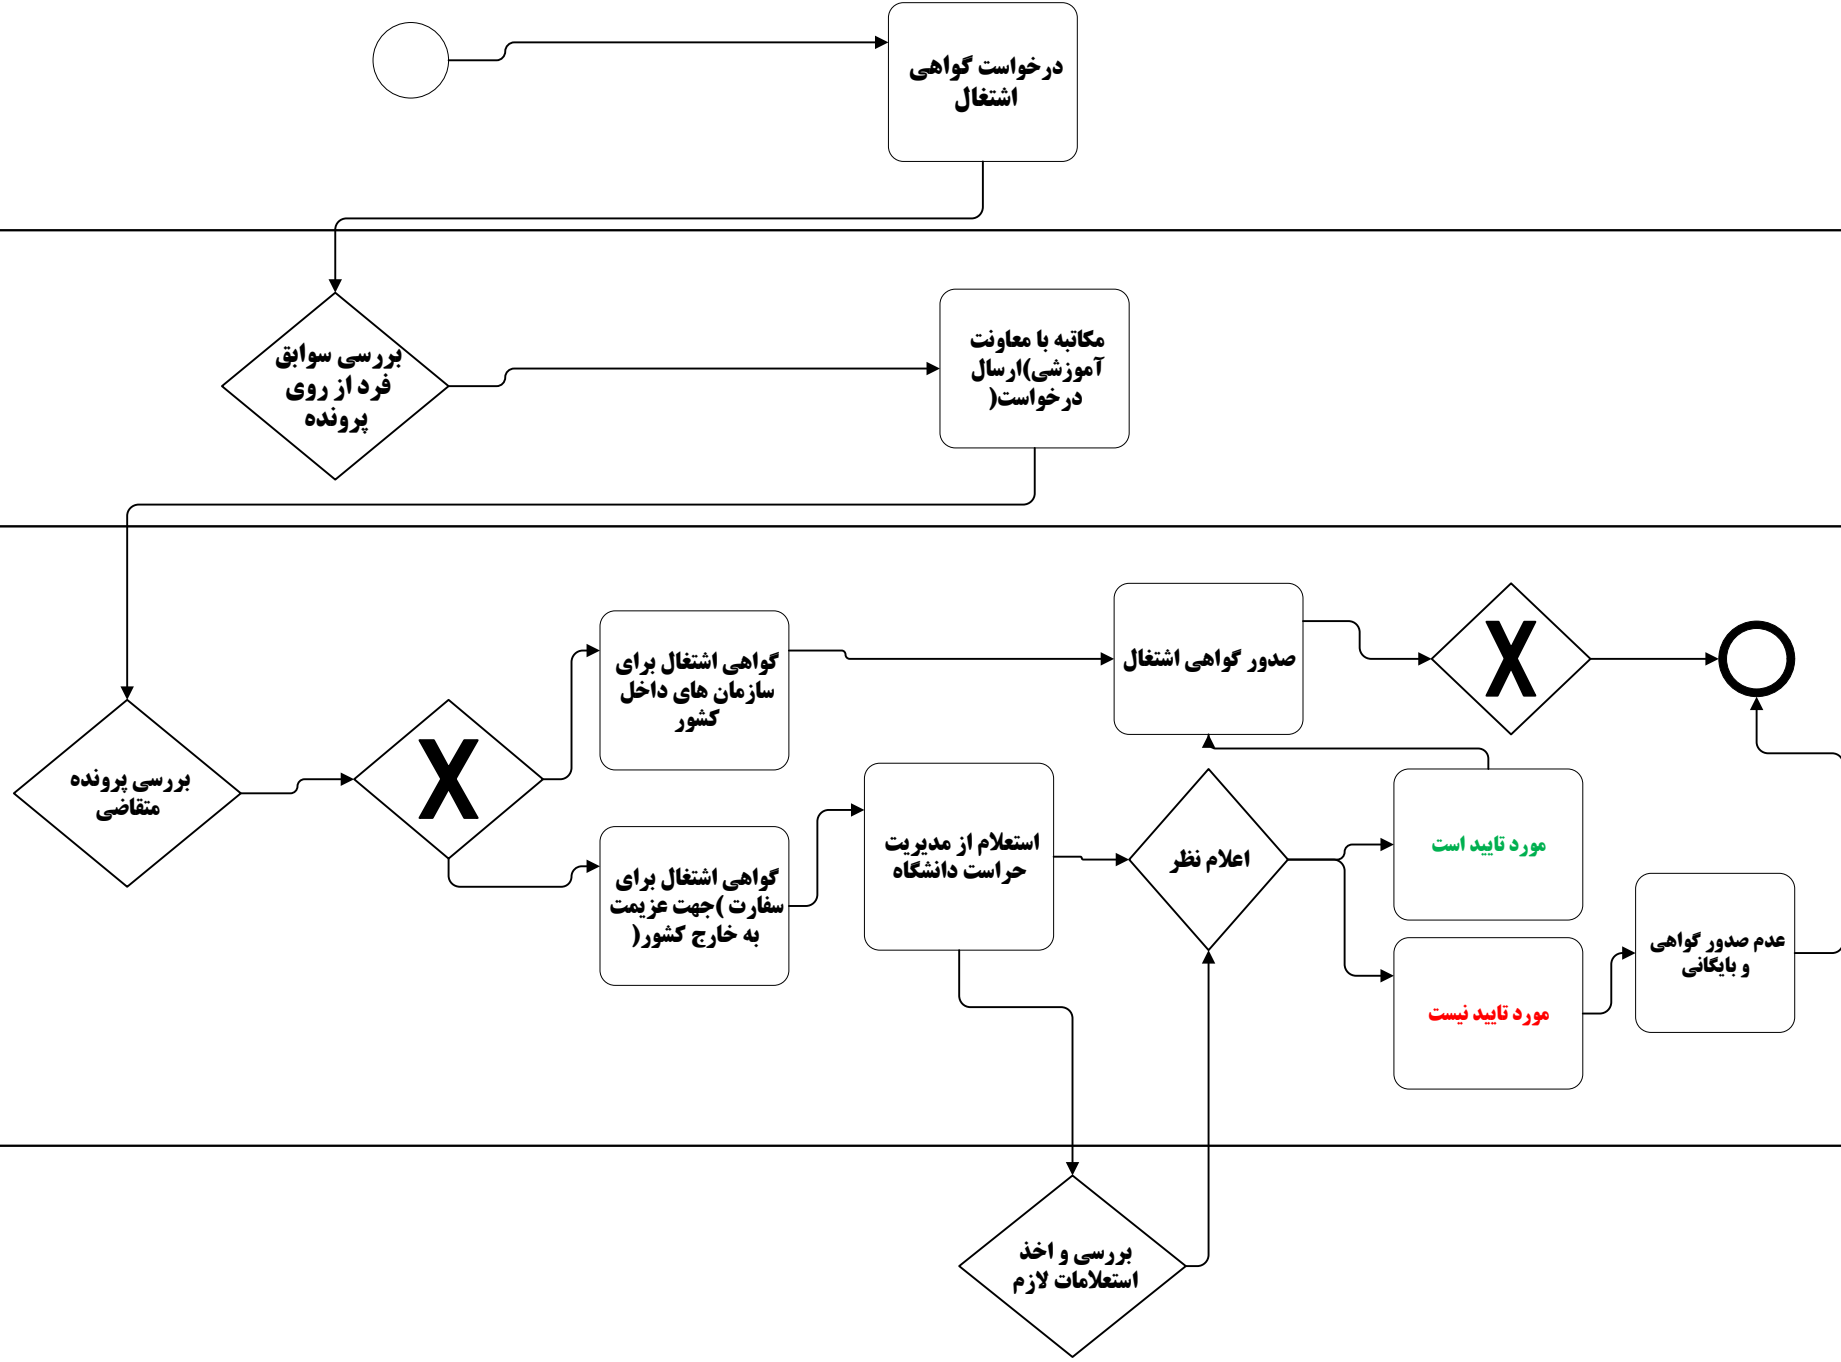 درخواست گواهی
اشتغال
بررسی سوابق
فرد از روی
پرونده
مکاتبه با معاونت
آموزشی)ارسال
درخواست(
بررسی پرونده
متقاضی
X
گواهی اشتغال برای
سازمان های داخل
کشور
گواهی اشتغال برای
سفارت )جهت عزیمت
به خارج کشور(
استعلام از مدیریت
حراست دانشگاه
صدور گواهی اشتغال
X
اعلام نظر
مورد تایید است
مورد تایید نیست
عدم صدور گواهی
و بایگانی
بررسی و اخذ
استعلامات لازم